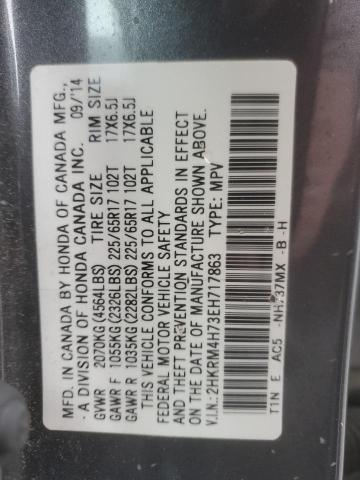 MFD. IN CANADA BY HONDA OF CANADA MFG.,
- A DIVISION OF HONDA CANADA INC. 09/'14
GVWR 2070KG (4564LBS) TIRE SIZE RIM SIZE
GAWR F 1055KG (2326LBS) 225/65R17 102T 17X6.5J
GAWR R 1035KG (2282LBS) 225/65R17 102T 17X6.5J
THIS VEHICLE CONFORMS TO ALL APPLICABLE
FEDERAL MOTOR VEHICLE SAFETY
AND THEFT PREVENTION STANDARDS IN EFFECT
ON THE DATE OF MANUFACTURE SHOWN ABOVE.
V.I.N.: 2HKRM4H73EH717863 TYPE: MPV
T1N E AC5 -B -H